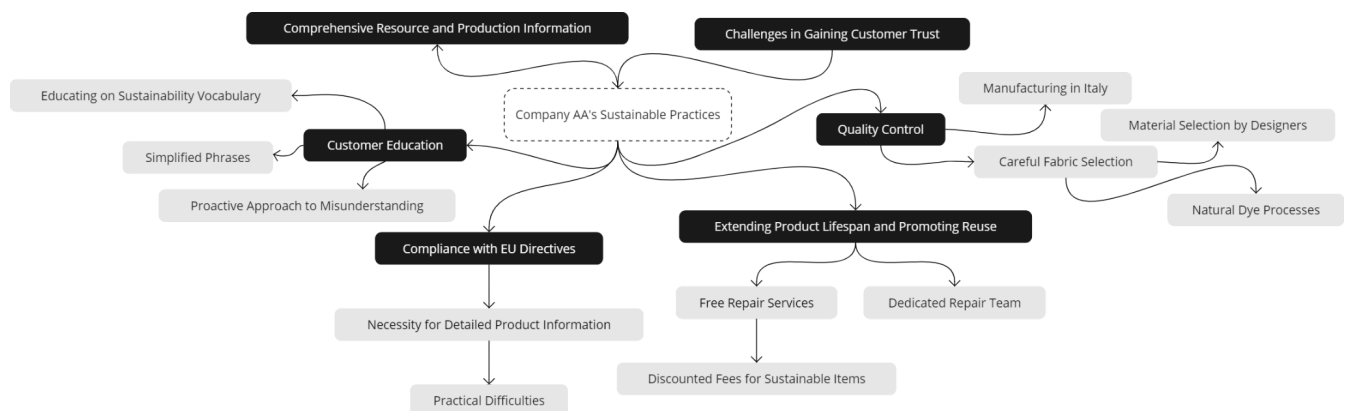 Comprehensive Resource and Production Information
Challenges in Gaining Customer Trust
Educating on Sustainability Vocabulary
Company AA's Sustainable Practices
Manufacturing in Italy
Quality Control
Material Selection by Designers
Customer Education
Simplified Phrases
Careful Fabric Selection
Proactive Approach to Misunderstanding
Natural Dye Processes
Extending Product Lifespan and Promoting Reuse
Compliance with EU Directives
Free Repair Services
Dedicated Repair Team
Necessity for Detailed Product Information
Discounted Fees for Sustainable Items
Practical Difficulties